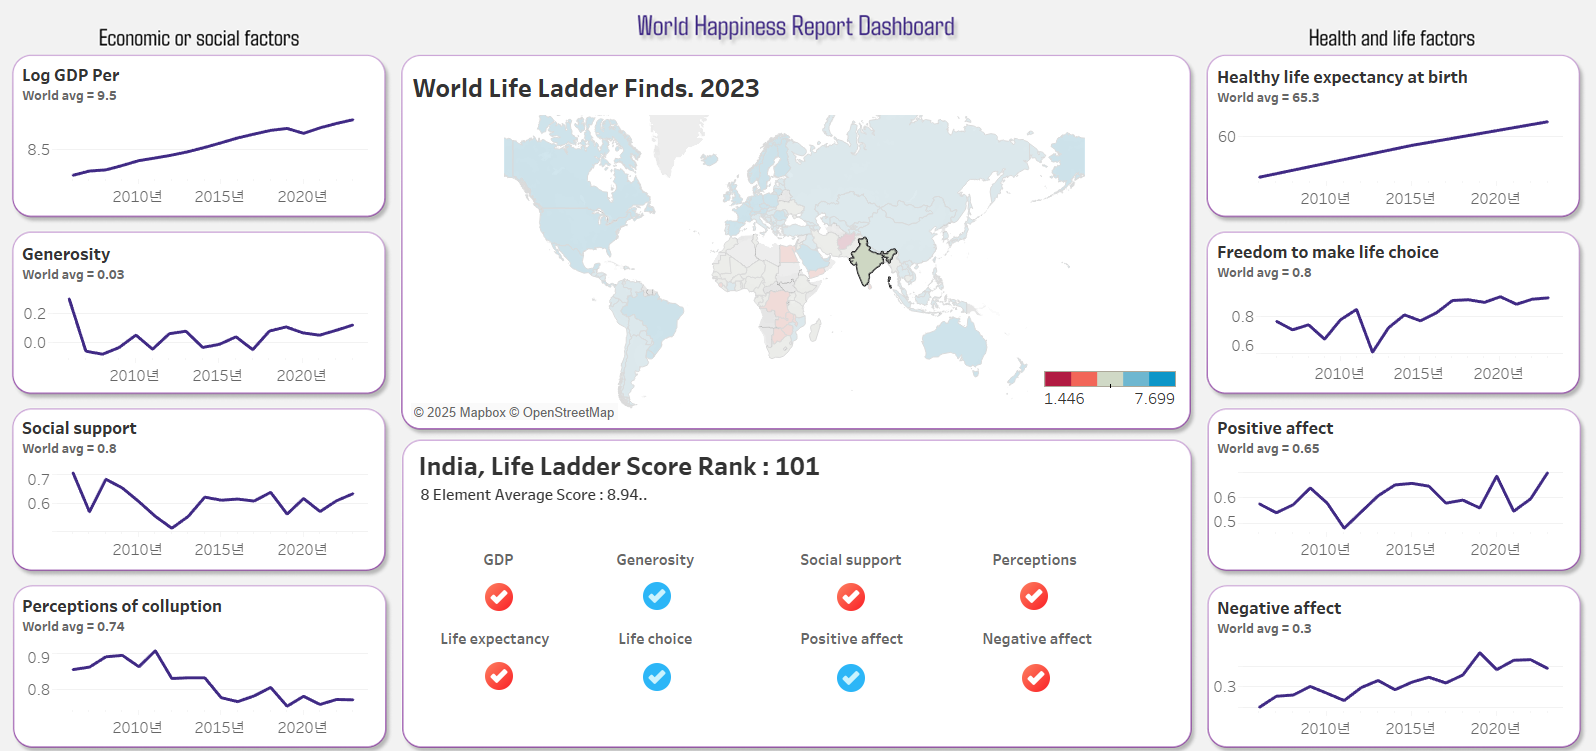 World Happiness Report Dashboard
Economic or social factors
Log GDP Per
World avg = 9.5
8.5
2010년 2015년 2020년
Generosity
World avg = 0.03
0.2
0.0
2010년 2015년 2020년
Social support
World avg = 0.8
0.7
0.6
2010년 2015년 2020년
Perceptions of colluption
World avg = 0.74
0.9
0.8
2010년 2015년 2020년
World Life Ladder Finds. 2023
1.446 7.699
© 2025 Mapbox © OpenStreetMap
India, Life Ladder Score Rank : 101
8 Element Average Score : 8.94..
GDP Generosity Social support Perceptions
Life expectancy Life choice Positive affect Negative affect
Health and life factors
Healthy life expectancy at birth
World avg = 65.3
60
2010년 2015년 2020년
Freedom to make life choice
World avg = 0.8
0.8
0.6
2010년 2015년 2020년
Positive affect
World avg = 0.65
0.6
0.5
2010년 2015년 2020년
Negative affect
World avg = 0.3
0.3
2010년 2015년 2020년